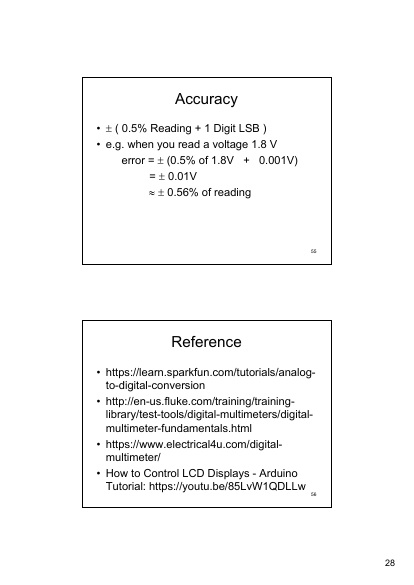 Accuracy
• ± ( 0.5% Reading + 1 Digit LSB )
• e.g. when you read a voltage 1.8 V
error = ± (0.5% of 1.8V + 0.001V)
= ± 0.01V
≈ ± 0.56% of reading
55
Reference
• https://learn.sparkfun.com/tutorials/analog-
to-digital-conversion
• http://en-us.fluke.com/training/training-
library/test-tools/digital-multimeters/digital-
multimeter-fundamentals.html
• https://www.electrical4u.com/digital-
multimeter/
• How to Control LCD Displays - Arduino
Tutorial: https://youtu.be/85LvW1QDLLw
56
28